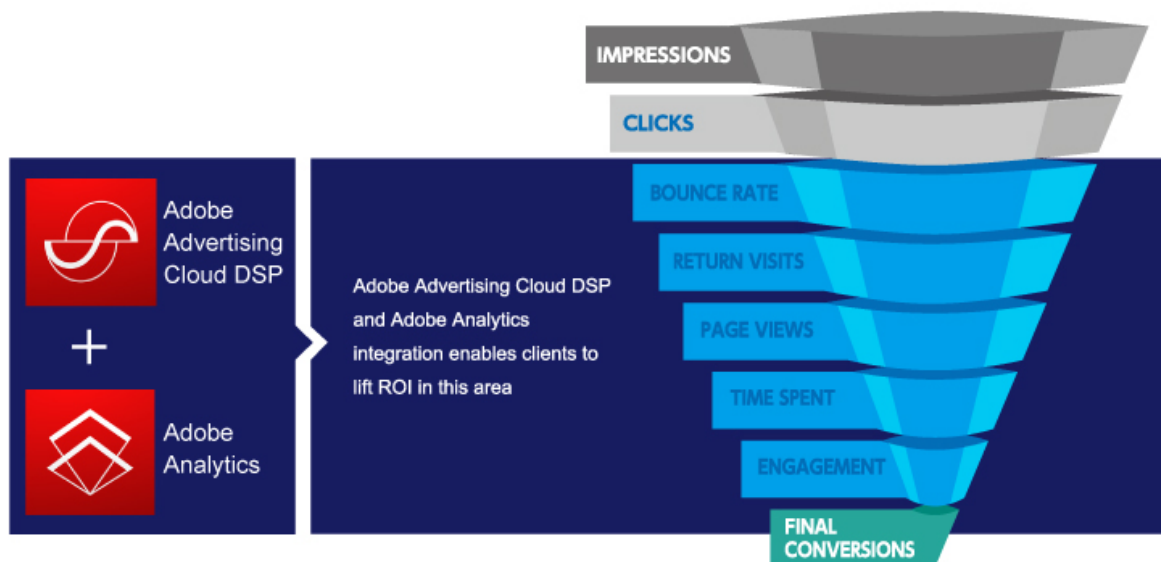 Adobe
Advertising
Cloud DSP
+
Adobe
Analytics
Adobe Advertising Cloud DSP
and Adobe Analytics
integration enables clients to
lift ROI in this area
IMPRESSIONS
CLICKS
BOUNCE RATE
RETURN VISITS
PAGE VIEWS
TIME SPENT
ENGAGEMENT
FINAL
CONVERSIONS